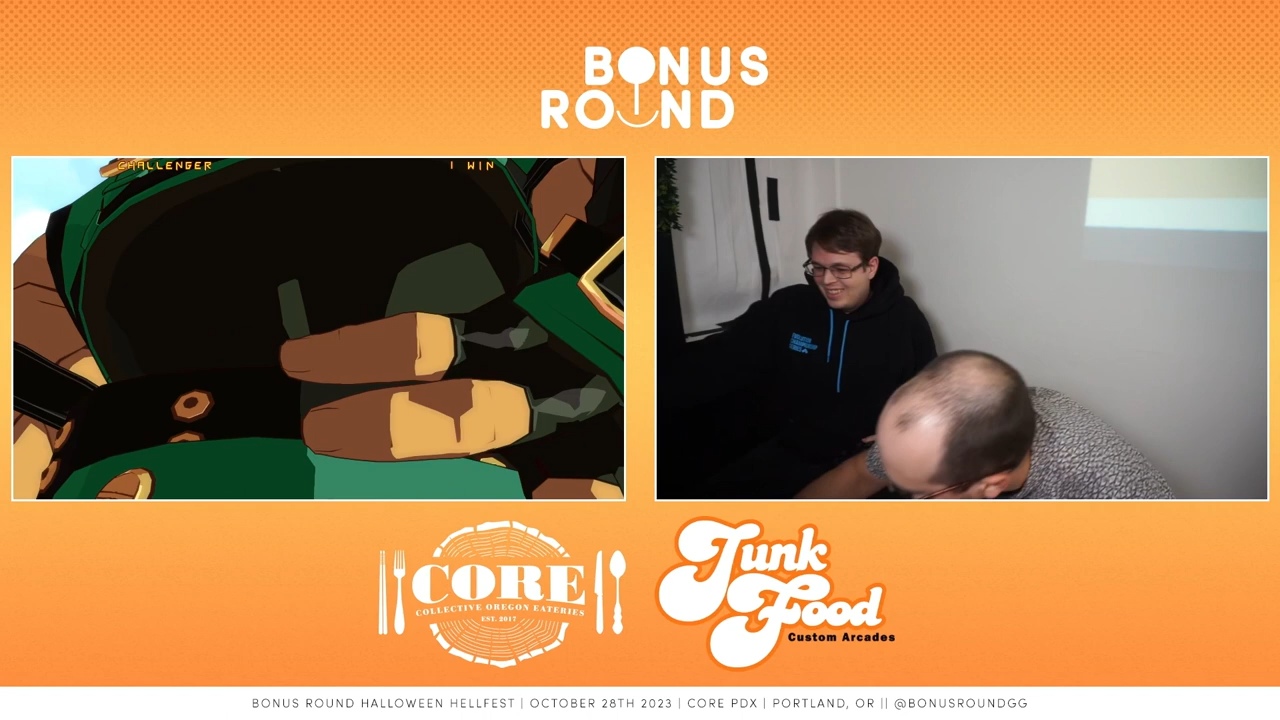 BONUS
ROUND
CHALLENGER
1 WIN
CORE
COLLECTIVE OREGON EATERIES
EST. 2017
Junk
Food
Custom Arcades
BONUS ROUND HALLOWEEN HELLFEST | OCTOBER 28TH 2023 | CORE PDX | PORTLAND, OR || @BONUSROUNDGG